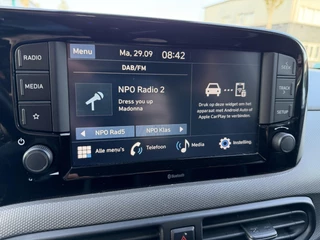 RADIO
MEDIA
Menu
Ma, 29.09
08:42
DAB/FM
NPO Radio 2
Dress you up
Madonna
Druk op deze widget om het
apparaat met Android Auto of
Apple CarPlay te verbinden.
NPO Rad5
NPO Klas
Alle menu's
Telefoon
Media
Instelling.
Bluetooth
SEEK
TRACK
SETUP